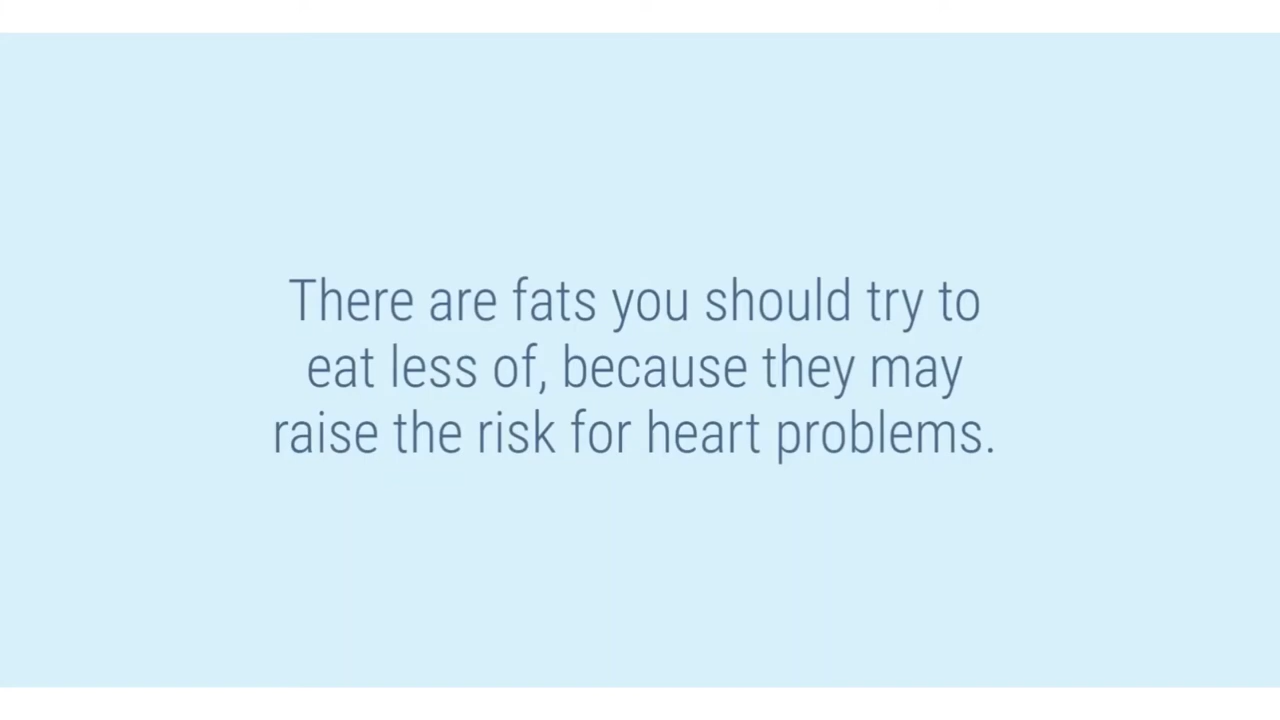 There are fats you should try to
eat less of, because they may
raise the risk for heart problems.